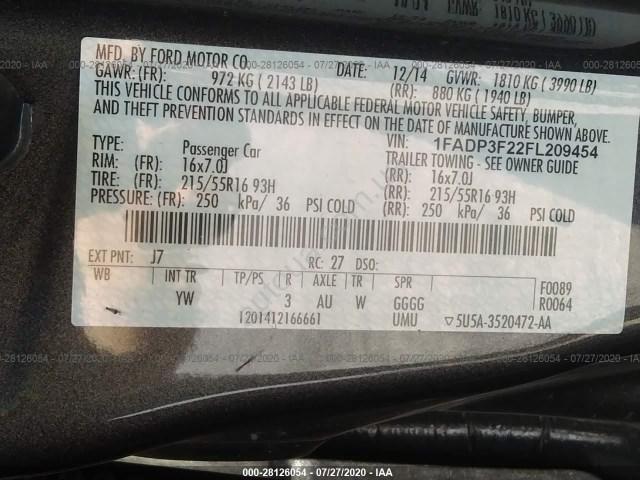 000-28126054 / 07/27/2020 - IAA
MFD. BY FORD MOTOR CO. DATE: 12/14 GVWR: 1810 KG ( 3990 LB)
GAWR: (FR): 972 KG ( 2143 LB) (RR): 880 KG ( 1940 LB)
THIS VEHICLE CONFORMS TO ALL APPLICABLE FEDERAL MOTOR VEHICLE SAFETY, BUMPER,
AND THEFT PREVENTION STANDARDS IN EFFECT ON THE DATE OF MANUFACTURE SHOWN ABOVE.
VIN: 1FADP3F22FL209454
TYPE: Passenger Car TRAILER TOWING - SEE OWNER GUIDE
RIM: (FR): 16x7.0J (RR): 16x7.0J
TIRE: (FR): 215/55R16 93H (RR): 215/55R16 93H
PRESSURE: (FR): 250 kPa/ 36 PSI COLD (RR): 250 kPa/ 36 PSI COLD
EXT PNT: J7 RC: 27 DSO:
WB INT TR TP/PS R AXLE TR SPR F0089
YW 3 AU W GGGG R0064
1201412166661 UMU ▽5U5A-3520472-AA
000-28126054 / 07/27/2020 - IAA